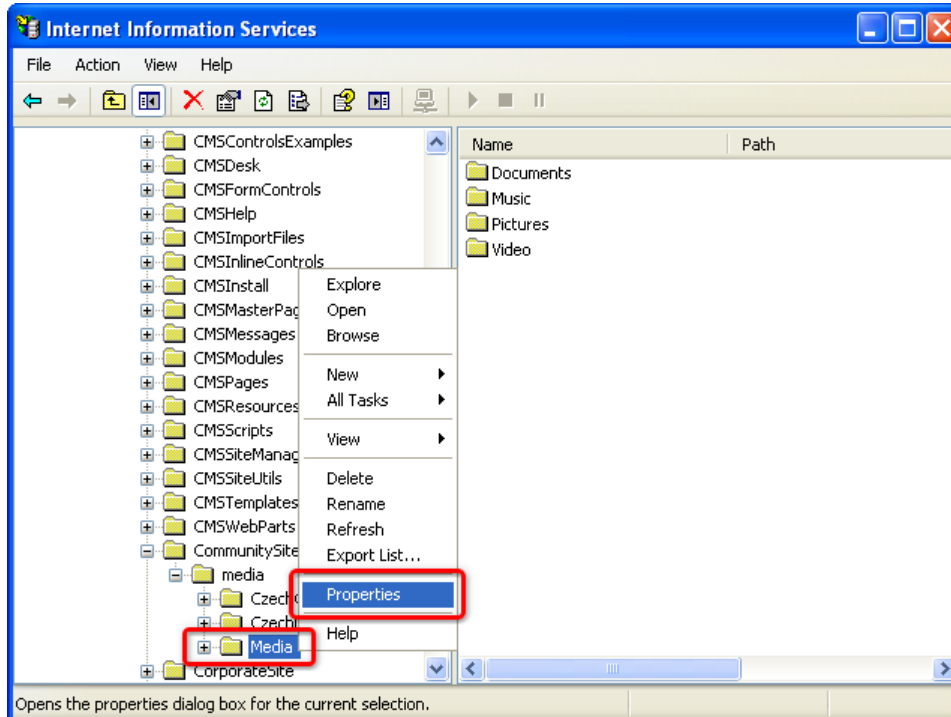 Internet Information Services
File Action View Help
Name Path
CMSControlsExamples
CMSDesk
CMSFormControls
CMSHelp
CMSImportFiles
CMSInlineControls
CMSInstall
CMSMasterPag
CMSMessages
CMSModules
CMSPages
CMSResources
CMSScripts
CMSSiteManag
CMSSiteUtils
CMSTemplates
CMSWebParts
CommunitySite
media
Czech
Czech
Media
CorporateSite
Explore
Open
Browse
New
All Tasks
View
Delete
Rename
Refresh
Export List...
Properties
Help
Documents
Music
Pictures
Video
Opens the properties dialog box for the current selection.